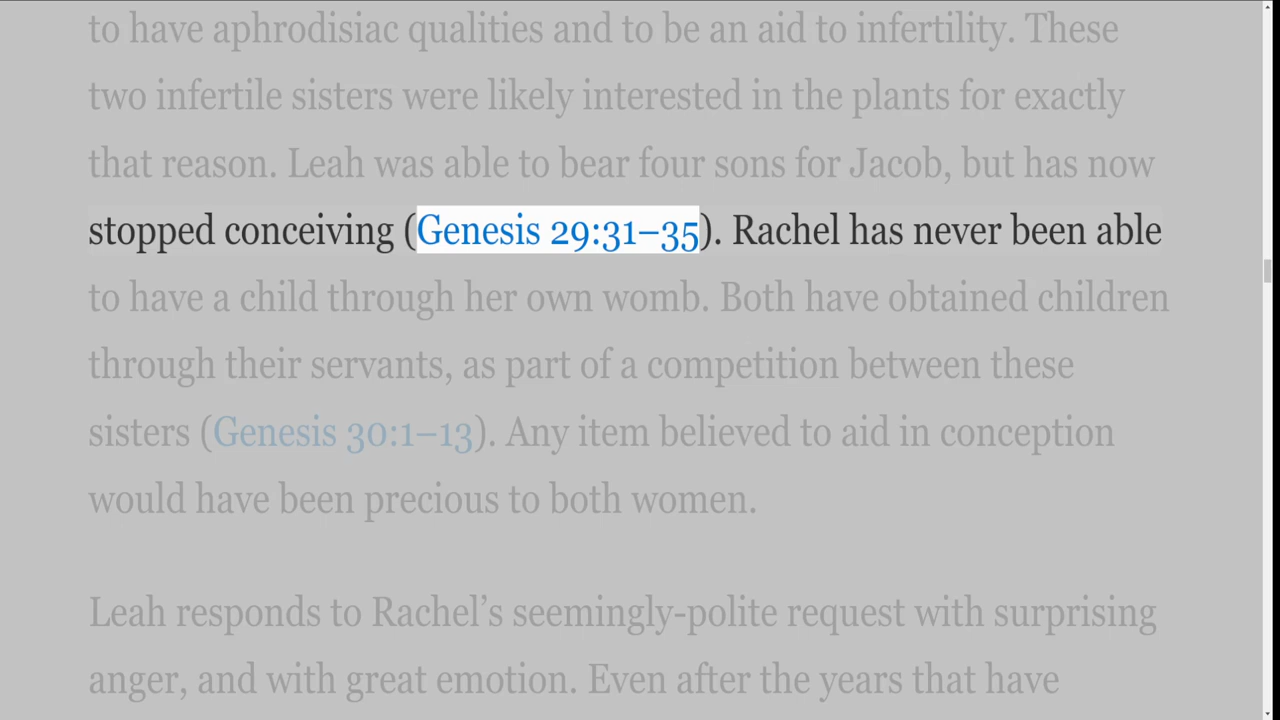 to have aphrodisiac qualities and to be an aid to infertility. These
two infertile sisters were likely interested in the plants for exactly
that reason. Leah was able to bear four sons for Jacob, but has now
stopped conceiving (Genesis 29:31–35). Rachel has never been able
to have a child through her own womb. Both have obtained children
through their servants, as part of a competition between these
sisters (Genesis 30:1–13). Any item believed to aid in conception
would have been precious to both women.
Leah responds to Rachel’s seemingly-polite request with surprising
anger, and with great emotion. Even after the years that have